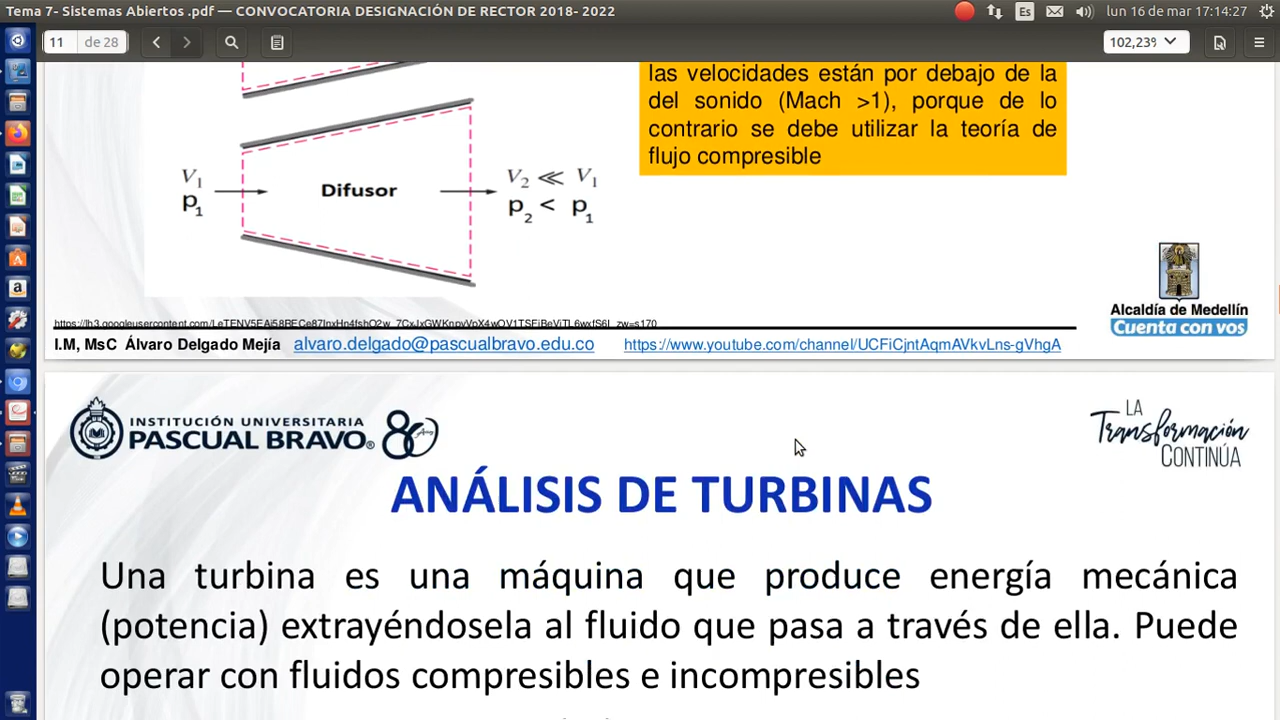 Tema 7- Sistemas Abiertos .pdf — CONVOCATORIA DESIGNACIÓN DE RECTOR 2018- 2022
Es
lun 16 de mar 17:14:27
11 de 28
102,23%
las velocidades están por debajo de la
del sonido (Mach >1), porque de lo
contrario se debe utilizar la teoría de
flujo compresible
V1
p1
Difusor
V2 ≪ V1
p2 < p1
Alcaldía de Medellín
Cuenta con vos
I.M, MsC Álvaro Delgado Mejía alvaro.delgado@pascualbravo.edu.co https://www.youtube.com/channel/UCFiCjntAqmAVkvLns-gVhgA
INSTITUCIÓN UNIVERSITARIA
PASCUAL BRAVO®
80 Años
LA
Transformación
CONTINÚA
ANÁLISIS DE TURBINAS
Una turbina es una máquina que produce energía mecánica
(potencia) extrayéndosela al fluido que pasa a través de ella. Puede
operar con fluidos compresibles e incompresibles